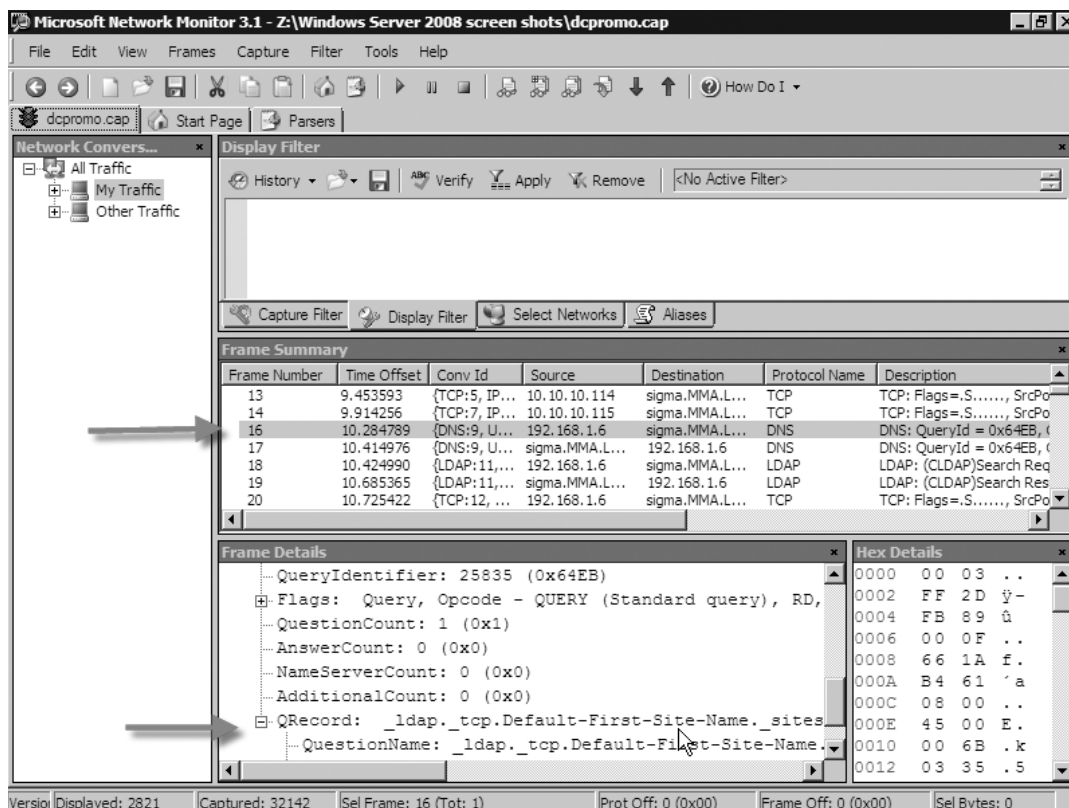 Microsoft Network Monitor 3.1 - Z:\Windows Server 2008 screen shots\dcpromo.cap
File Edit View Frames Capture Filter Tools Help
How Do I
dcpromo.cap Start Page Parsers
Network Convers...
All Traffic
My Traffic
Other Traffic
Display Filter
History ABC Verify Apply Remove <No Active Filter>
Capture Filter Display Filter Select Networks Aliases
Frame Summary
Frame Number Time Offset Conv Id Source Destination Protocol Name Description
13 9.453593 {TCP:5, IP... 10.10.10.114 sigma.MMA.L... TCP TCP: Flags=.S......, SrcPo
14 9.914256 {TCP:7, IP... 10.10.10.115 sigma.MMA.L... TCP TCP: Flags=.S......, SrcPo
16 10.284789 {DNS:9, U... 192.168.1.6 sigma.MMA.L... DNS DNS: QueryId = 0x64EB, (
17 10.414976 {DNS:9, U... sigma.MMA.L... 192.168.1.6 DNS DNS: QueryId = 0x64EB, (
18 10.424990 {LDAP:11,... 192.168.1.6 sigma.MMA.L... LDAP LDAP: (CLDAP)Search Req
19 10.685365 {LDAP:11,... sigma.MMA.L... 192.168.1.6 LDAP LDAP: (CLDAP)Search Res
20 10.725422 {TCP:12, ... 192.168.1.6 sigma.MMA.L... TCP TCP: Flags=.S......, SrcPo
Frame Details
QueryIdentifier: 25835 (0x64EB)
Flags: Query, Opcode - QUERY (Standard query), RD,
QuestionCount: 1 (0x1)
AnswerCount: 0 (0x0)
NameServerCount: 0 (0x0)
AdditionalCount: 0 (0x0)
QRecord: _ldap._tcp.Default-First-Site-Name._sites
QuestionName: _ldap._tcp.Default-First-Site-Name.
Hex Details
0000 00 03 ..
0002 FF 2D ÿ-
0004 FB 89 û
0006 00 0F ..
0008 66 1A f.
000A B4 61 ´a
000C 08 00 ..
000E 45 00 E.
0010 00 6B .k
0012 03 35 .5
Versio Displayed: 2821 Captured: 32142 Sel Frame: 16 (Tot: 1) Prot Off: 0 (0x00) Frame Off: 0 (0x00) Sel Bytes: 0